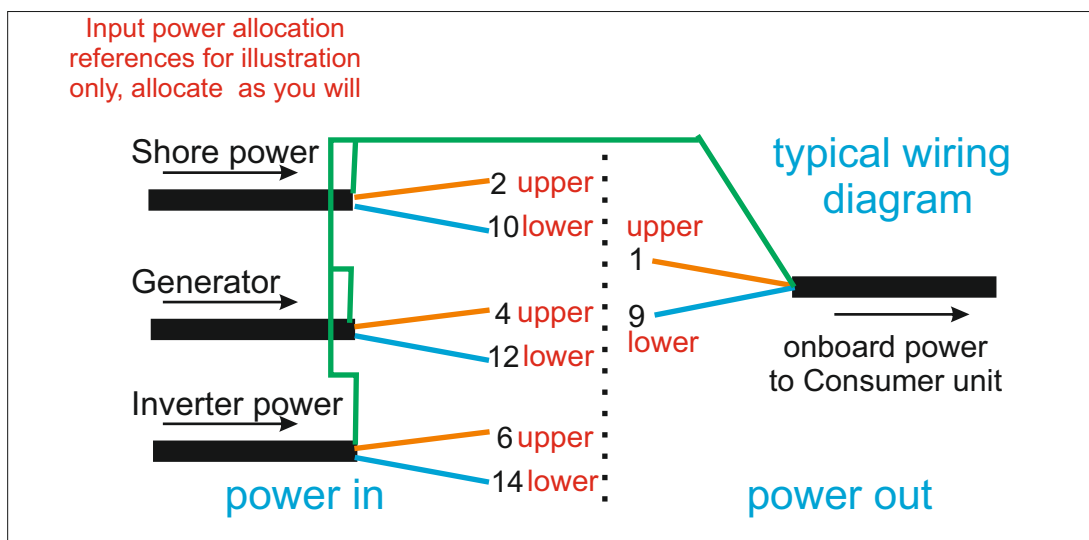 Input power allocation
references for illustration
only, allocate as you will
typical wiring
diagram
Shore power
2 upper
10 lower
upper
1
9
lower
Generator
4 upper
12 lower
onboard power
to Consumer unit
Inverter power
6 upper
14 lower
power in
power out